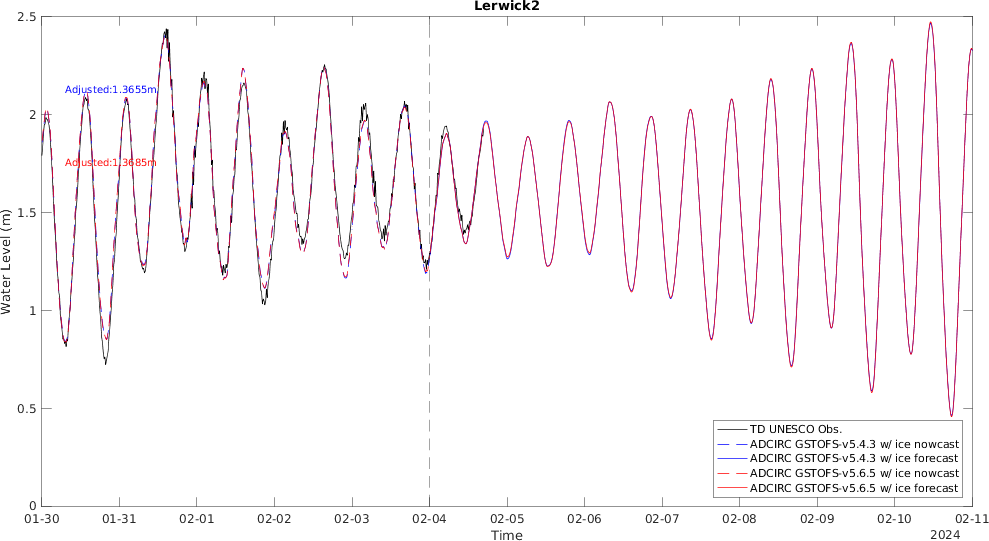 Lerwick2
2.5
2
1.5
1
0.5
0
Water Level (m)
Adjusted:1.3655m
Adjusted:1.3685m
TD UNESCO Obs.
ADCIRC GSTOFS-v5.4.3 w/ ice nowcast
ADCIRC GSTOFS-v5.4.3 w/ ice forecast
ADCIRC GSTOFS-v5.6.5 w/ ice nowcast
ADCIRC GSTOFS-v5.6.5 w/ ice forecast
01-30 01-31 02-01 02-02 02-03 02-04 02-05 02-06 02-07 02-08 02-09 02-10 02-11
Time
2024